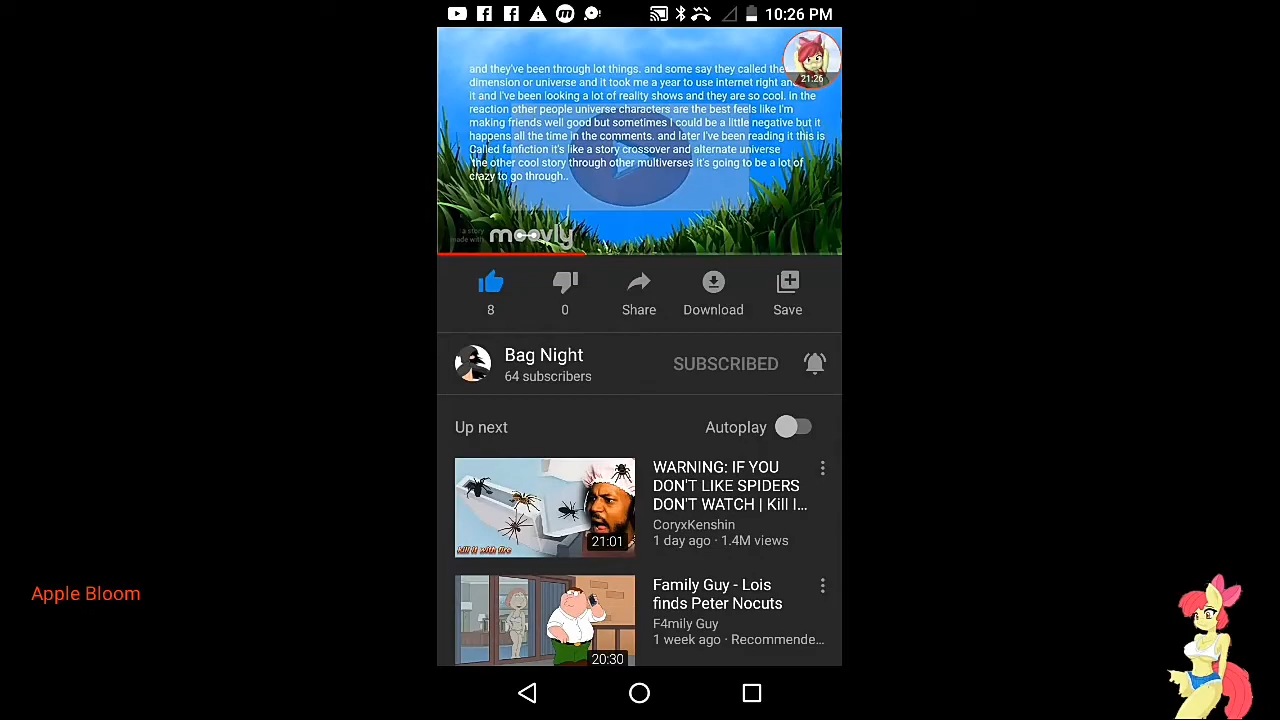 10:26 PM
and they've been through lot things. and some say they called the
dimension or universe and it took me a year to use internet right and
it and I've been looking a lot of reality shows and they are so cool. In the
reaction other people universe characters are the best feels like I'm
making friends well good but sometimes I could be a little negative but it
happens all the time in the comments. and later I've been reading it this is
Called fanfiction it's like a story crossover and alternate universe
the other cool story through other multiverses it's going to be a lot of
crazy to go through..
21:26
a story
made with
moovly
8
0
Share
Download
Save
Bag Night
64 subscribers
SUBSCRIBED
Up next
Autoplay
kill it with fire
21:01
WARNING: IF YOU
DON'T LIKE SPIDERS
DON'T WATCH | Kill I...
CoryxKenshin
1 day ago · 1.4M views
20:30
Family Guy - Lois
finds Peter Nocuts
F4mily Guy
1 week ago · Recommende...
Apple Bloom